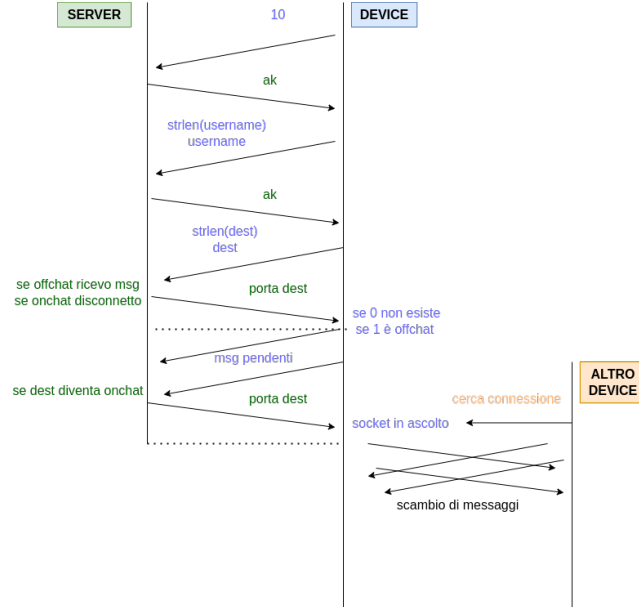 SERVER
10
DEVICE
ak
strlen(username)
username
ak
strlen(dest)
dest
se offchat ricevo msg
se onchat disconnetto
porta dest
se 0 non esiste
se 1 è offchat
msg pendenti
ALTRO
DEVICE
se dest diventa onchat
porta dest
cerca connessione
socket in ascolto
scambio di messaggi